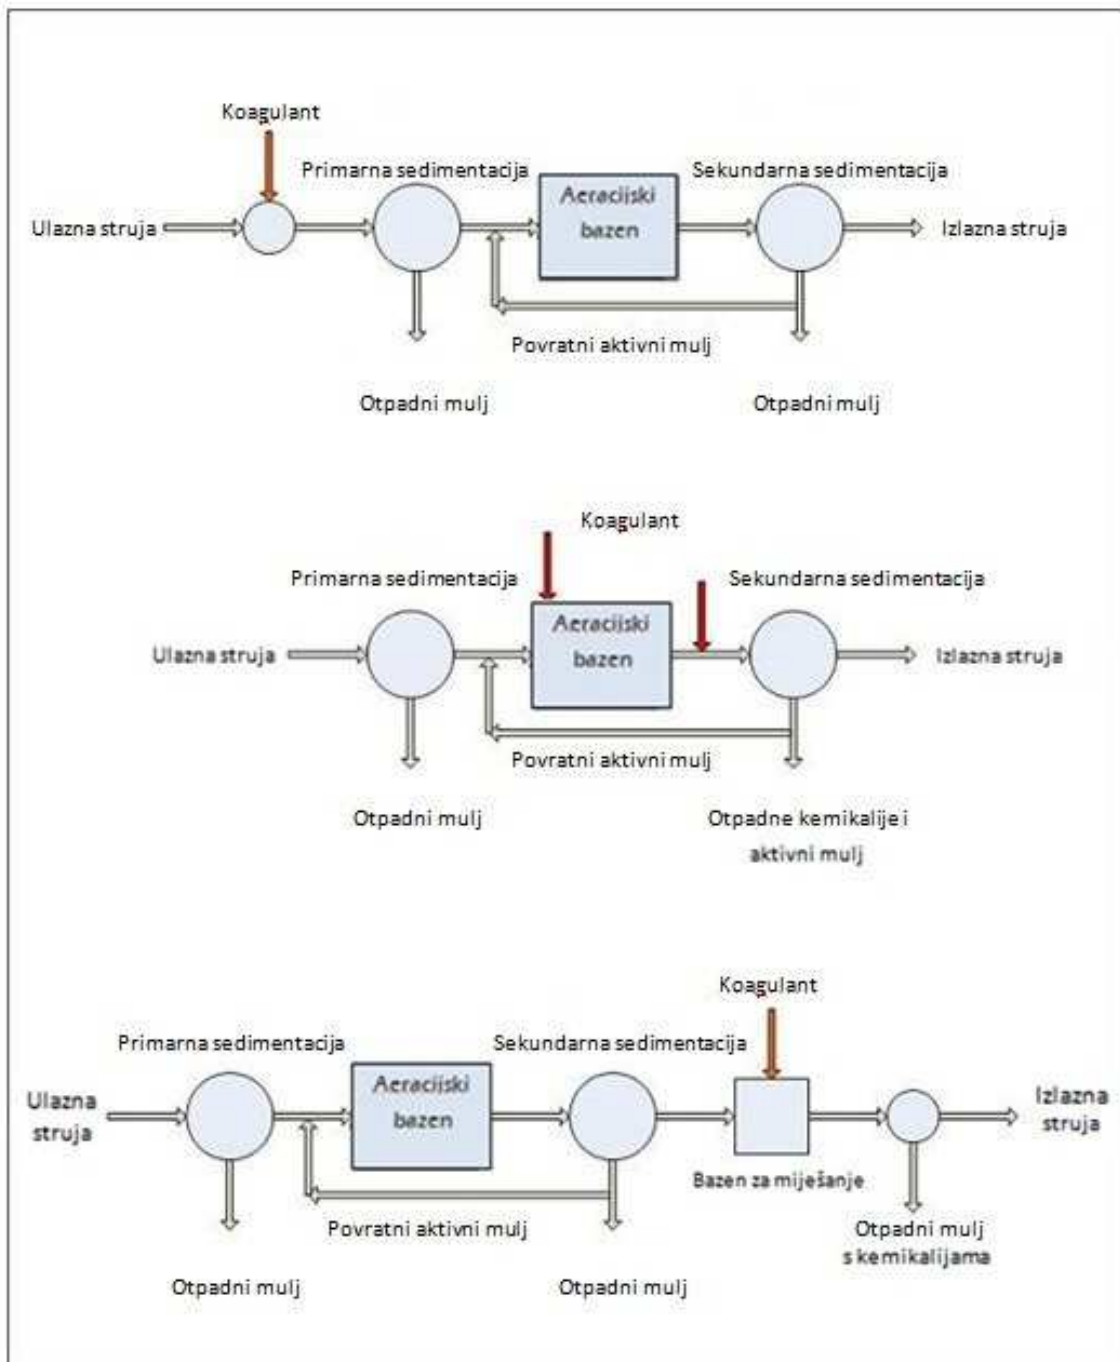 Koagulant
Primarna sedimentacija
Sekundarna sedimentacija
Aeracijski
bazen
Ulazna struja
Izlazna struja
Povratni aktivni mulj
Otpadni mulj
Otpadni mulj
Koagulant
Primarna sedimentacija
Sekundarna sedimentacija
Aeracijski
bazen
Ulazna struja
Izlazna struja
Povratni aktivni mulj
Otpadni mulj
Otpadne kemikalije i
aktivni mulj
Koagulant
Primarna sedimentacija
Sekundarna sedimentacija
Aeracijski
bazen
Ulazna
struja
Izlazna
struja
Bazen za miješanje
Povratni aktivni mulj
Otpadni mulj
s kemikalijama
Otpadni mulj
Otpadni mulj